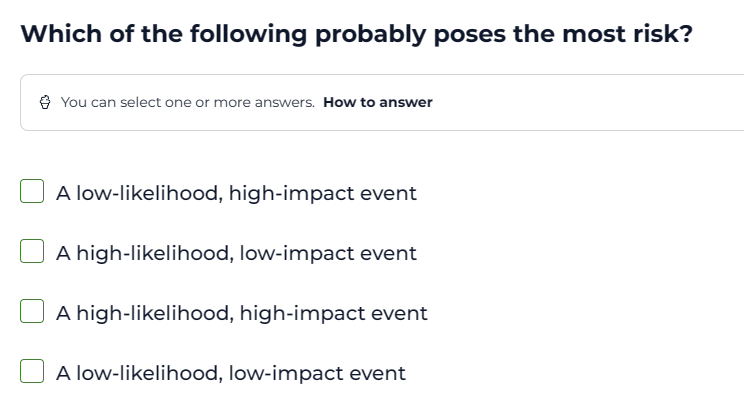 Which of the following probably poses the most risk?
You can select one or more answers. How to answer
A low-likelihood, high-impact event
A high-likelihood, low-impact event
A high-likelihood, high-impact event
A low-likelihood, low-impact event